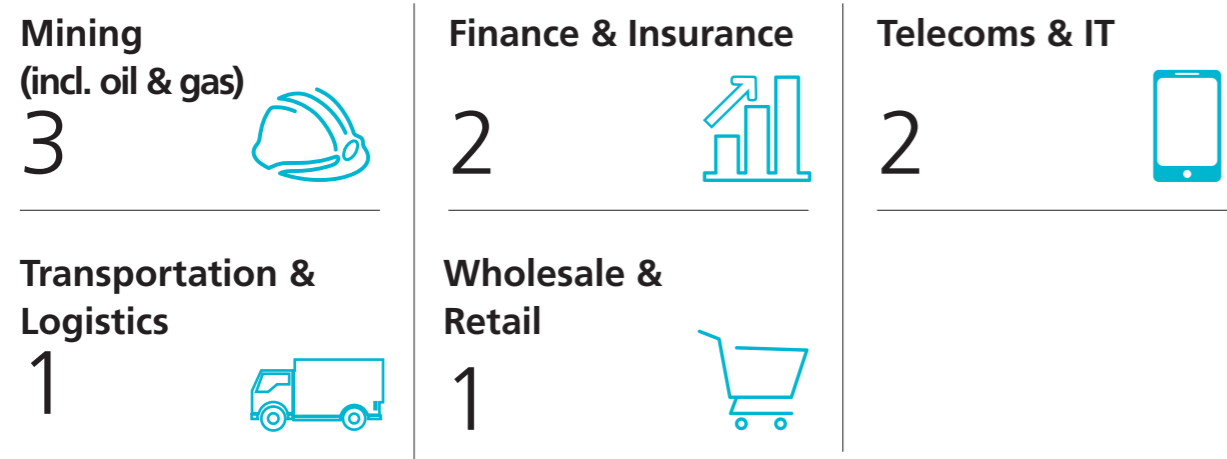 Mining
(incl. oil & gas)
3
Finance & Insurance
2
Telecoms & IT
2
Transportation &
Logistics
1
Wholesale &
Retail
1